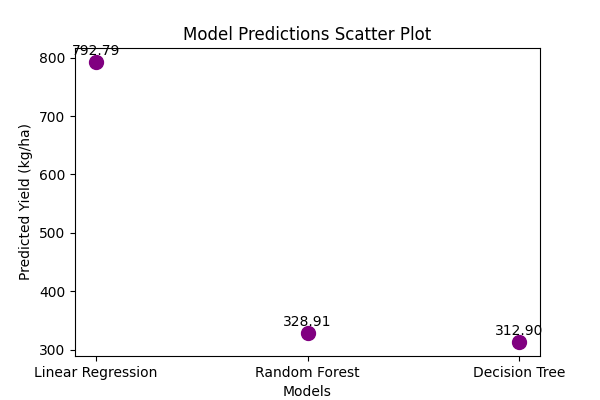 Model Predictions Scatter Plot
792.79
328.91
312.90
800
700
600
500
400
300
Predicted Yield (kg/ha)
Linear Regression
Random Forest
Decision Tree
Models